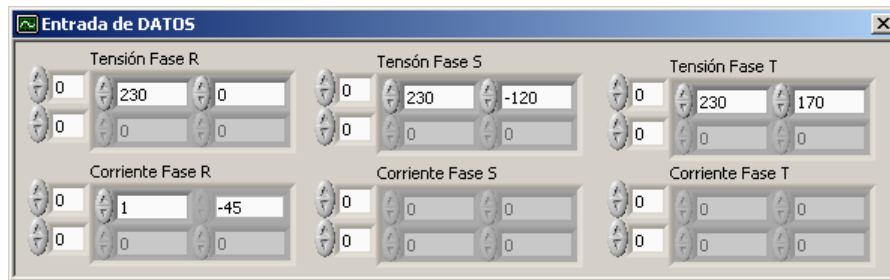 Entrada de DATOS
Tensión Fase R Tensón Fase S Tensión Fase T
0 230 0 0 230 -120 0 230 170
0 0 0 0 0 0 0 0 0
Corriente Fase R Corriente Fase S Corriente Fase T
0 1 -45 0 0 0 0 0 0
0 0 0 0 0 0 0 0 0